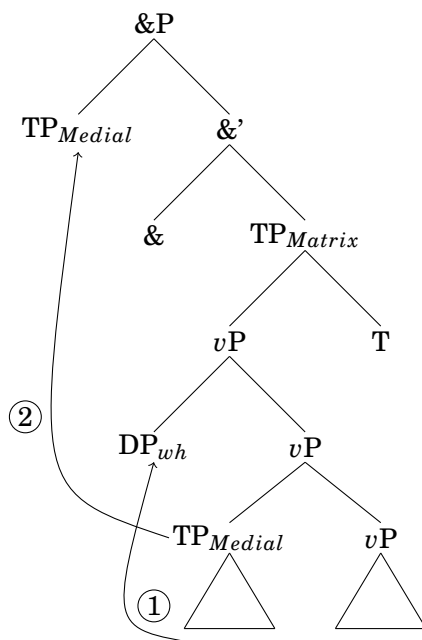 &P
TP_Medial &’
& TP_Matrix
vP T
② DP_wh vP
TP_Medial vP
①